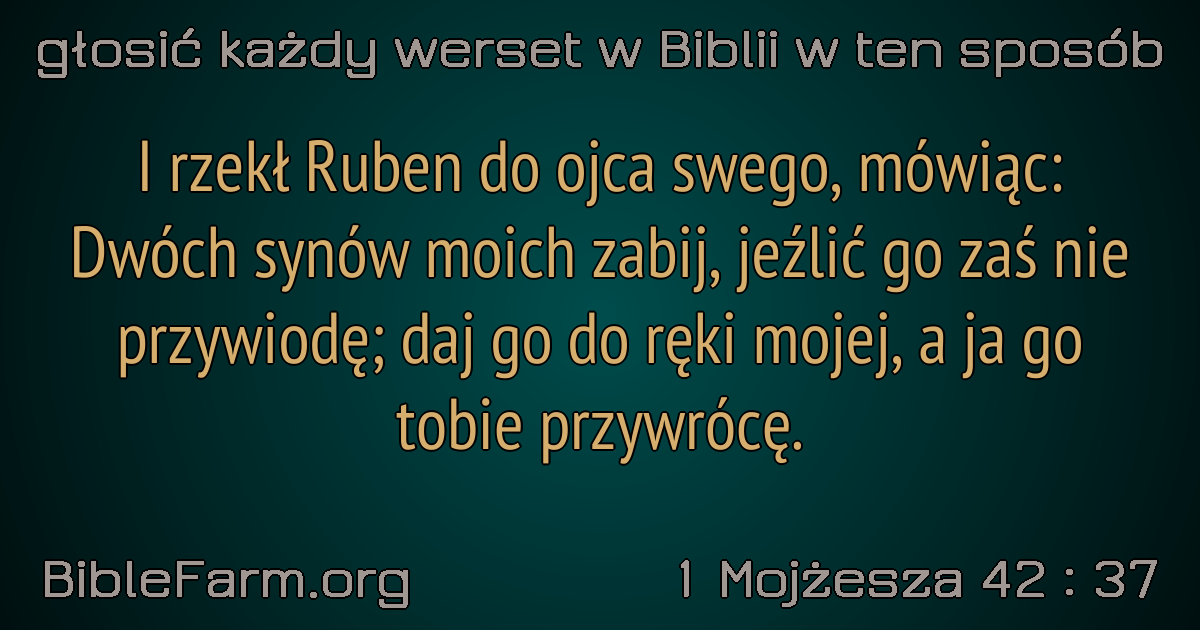 głosić każdy werset w Biblii w ten sposób
I rzekł Ruben do ojca swego, mówiąc:
Dwóch synów moich zabij, jeźlić go zaś nie
przywiodę; daj go do ręki mojej, a ja go
tobie przywrócę.
BibleFarm.org
1 Mojżesza 42 : 37